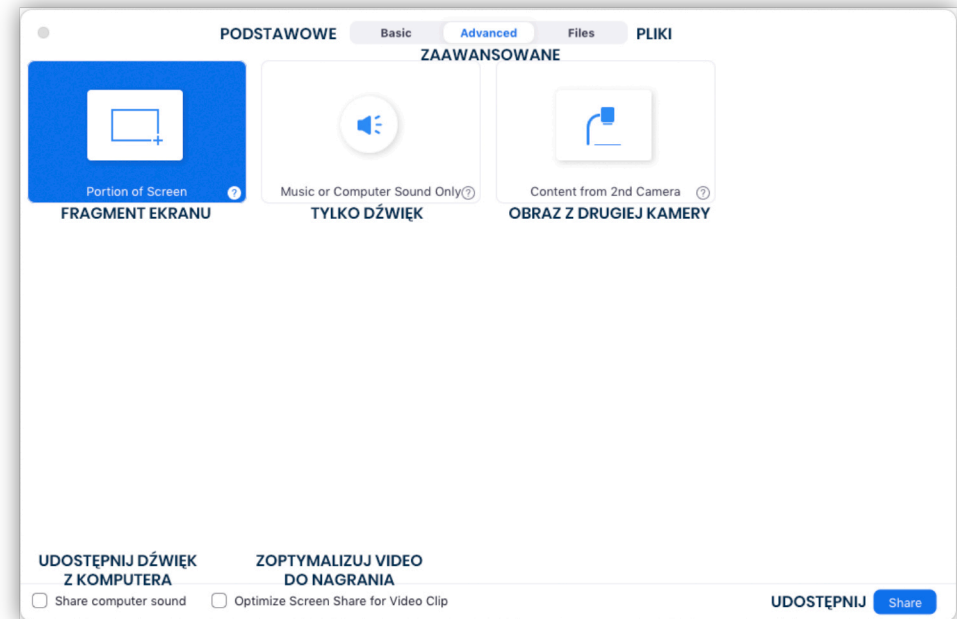 PODSTAWOWE Basic Advanced Files PLIKI
ZAAWANSOWANE
Portion of Screen ? Music or Computer Sound Only ? Content from 2nd Camera ?
FRAGMENT EKRANU TYLKO DŹWIĘK OBRAZ Z DRUGIEJ KAMERY
UDOSTĘPNIJ DŹWIĘK ZOPTYMALIZUJ VIDEO
Z KOMPUTERA DO NAGRANIA
Share computer sound Optimize Screen Share for Video Clip UDOSTĘPNIJ Share